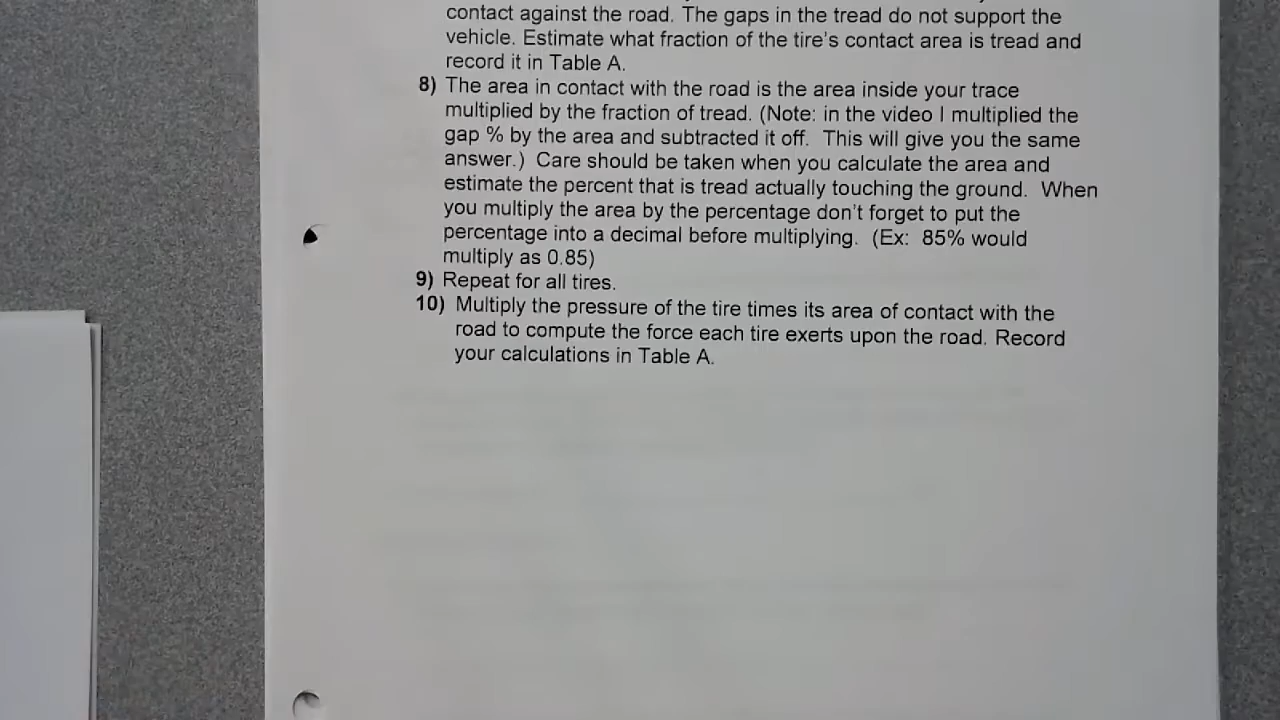 contact against the road. The gaps in the tread do not support the
vehicle. Estimate what fraction of the tire's contact area is tread and
record it in Table A.
8) The area in contact with the road is the area inside your trace
multiplied by the fraction of tread. (Note: in the video I multiplied the
gap % by the area and subtracted it off. This will give you the same
answer.) Care should be taken when you calculate the area and
estimate the percent that is tread actually touching the ground. When
you multiply the area by the percentage don't forget to put the
percentage into a decimal before multiplying. (Ex: 85% would
multiply as 0.85)
9) Repeat for all tires.
10) Multiply the pressure of the tire times its area of contact with the
road to compute the force each tire exerts upon the road. Record
your calculations in Table A.